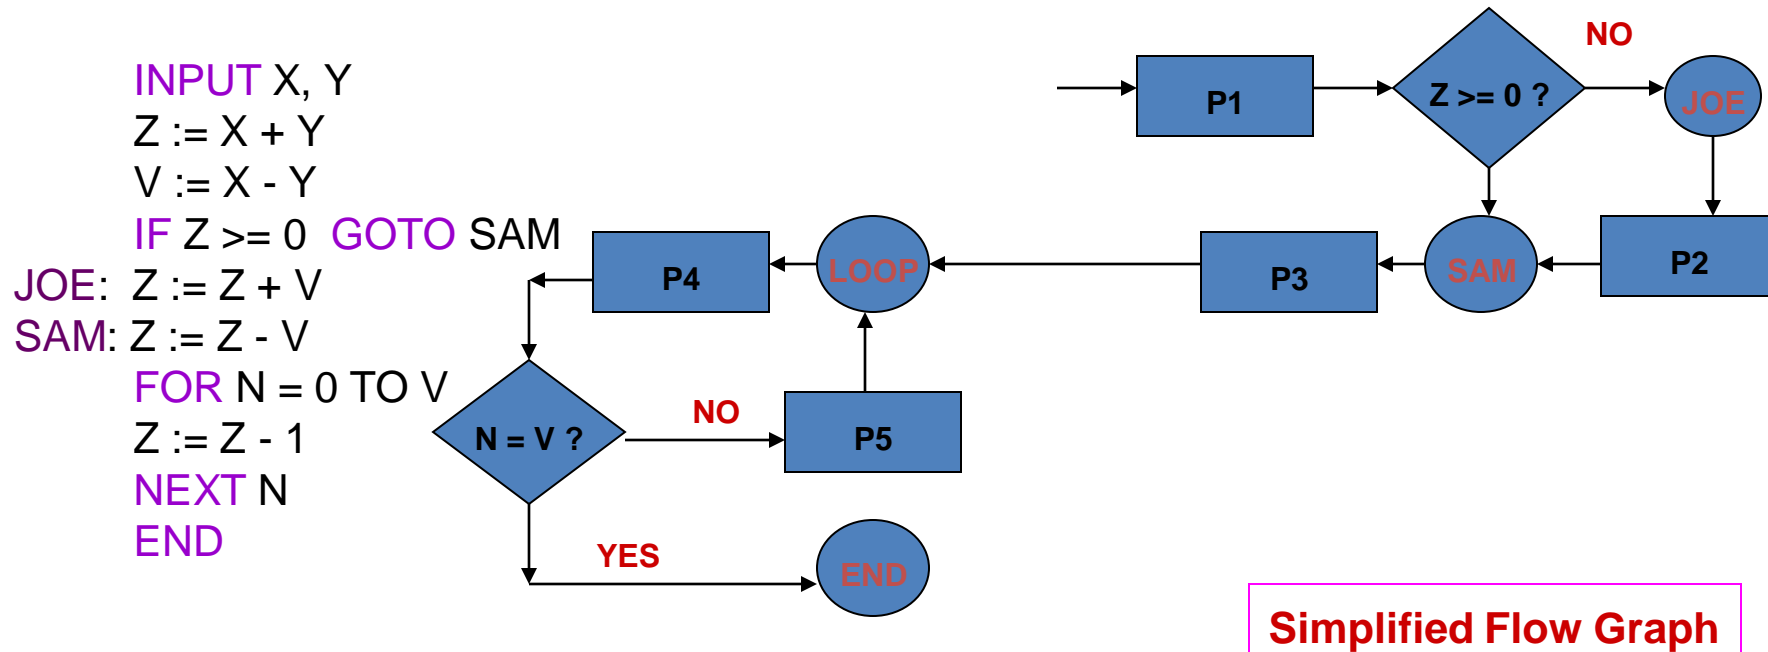 INPUT X, Y
Z := X + Y
V := X - Y
IF Z >= 0 GOTO SAM
JOE: Z := Z + V
SAM: Z := Z - V
FOR N = 0 TO V
Z := Z - 1
NEXT N
END
P1
Z >= 0 ?
NO
JOE
P4
LOOP
P3
SAM
P2
N = V ?
NO
P5
YES
END
Simplified Flow Graph